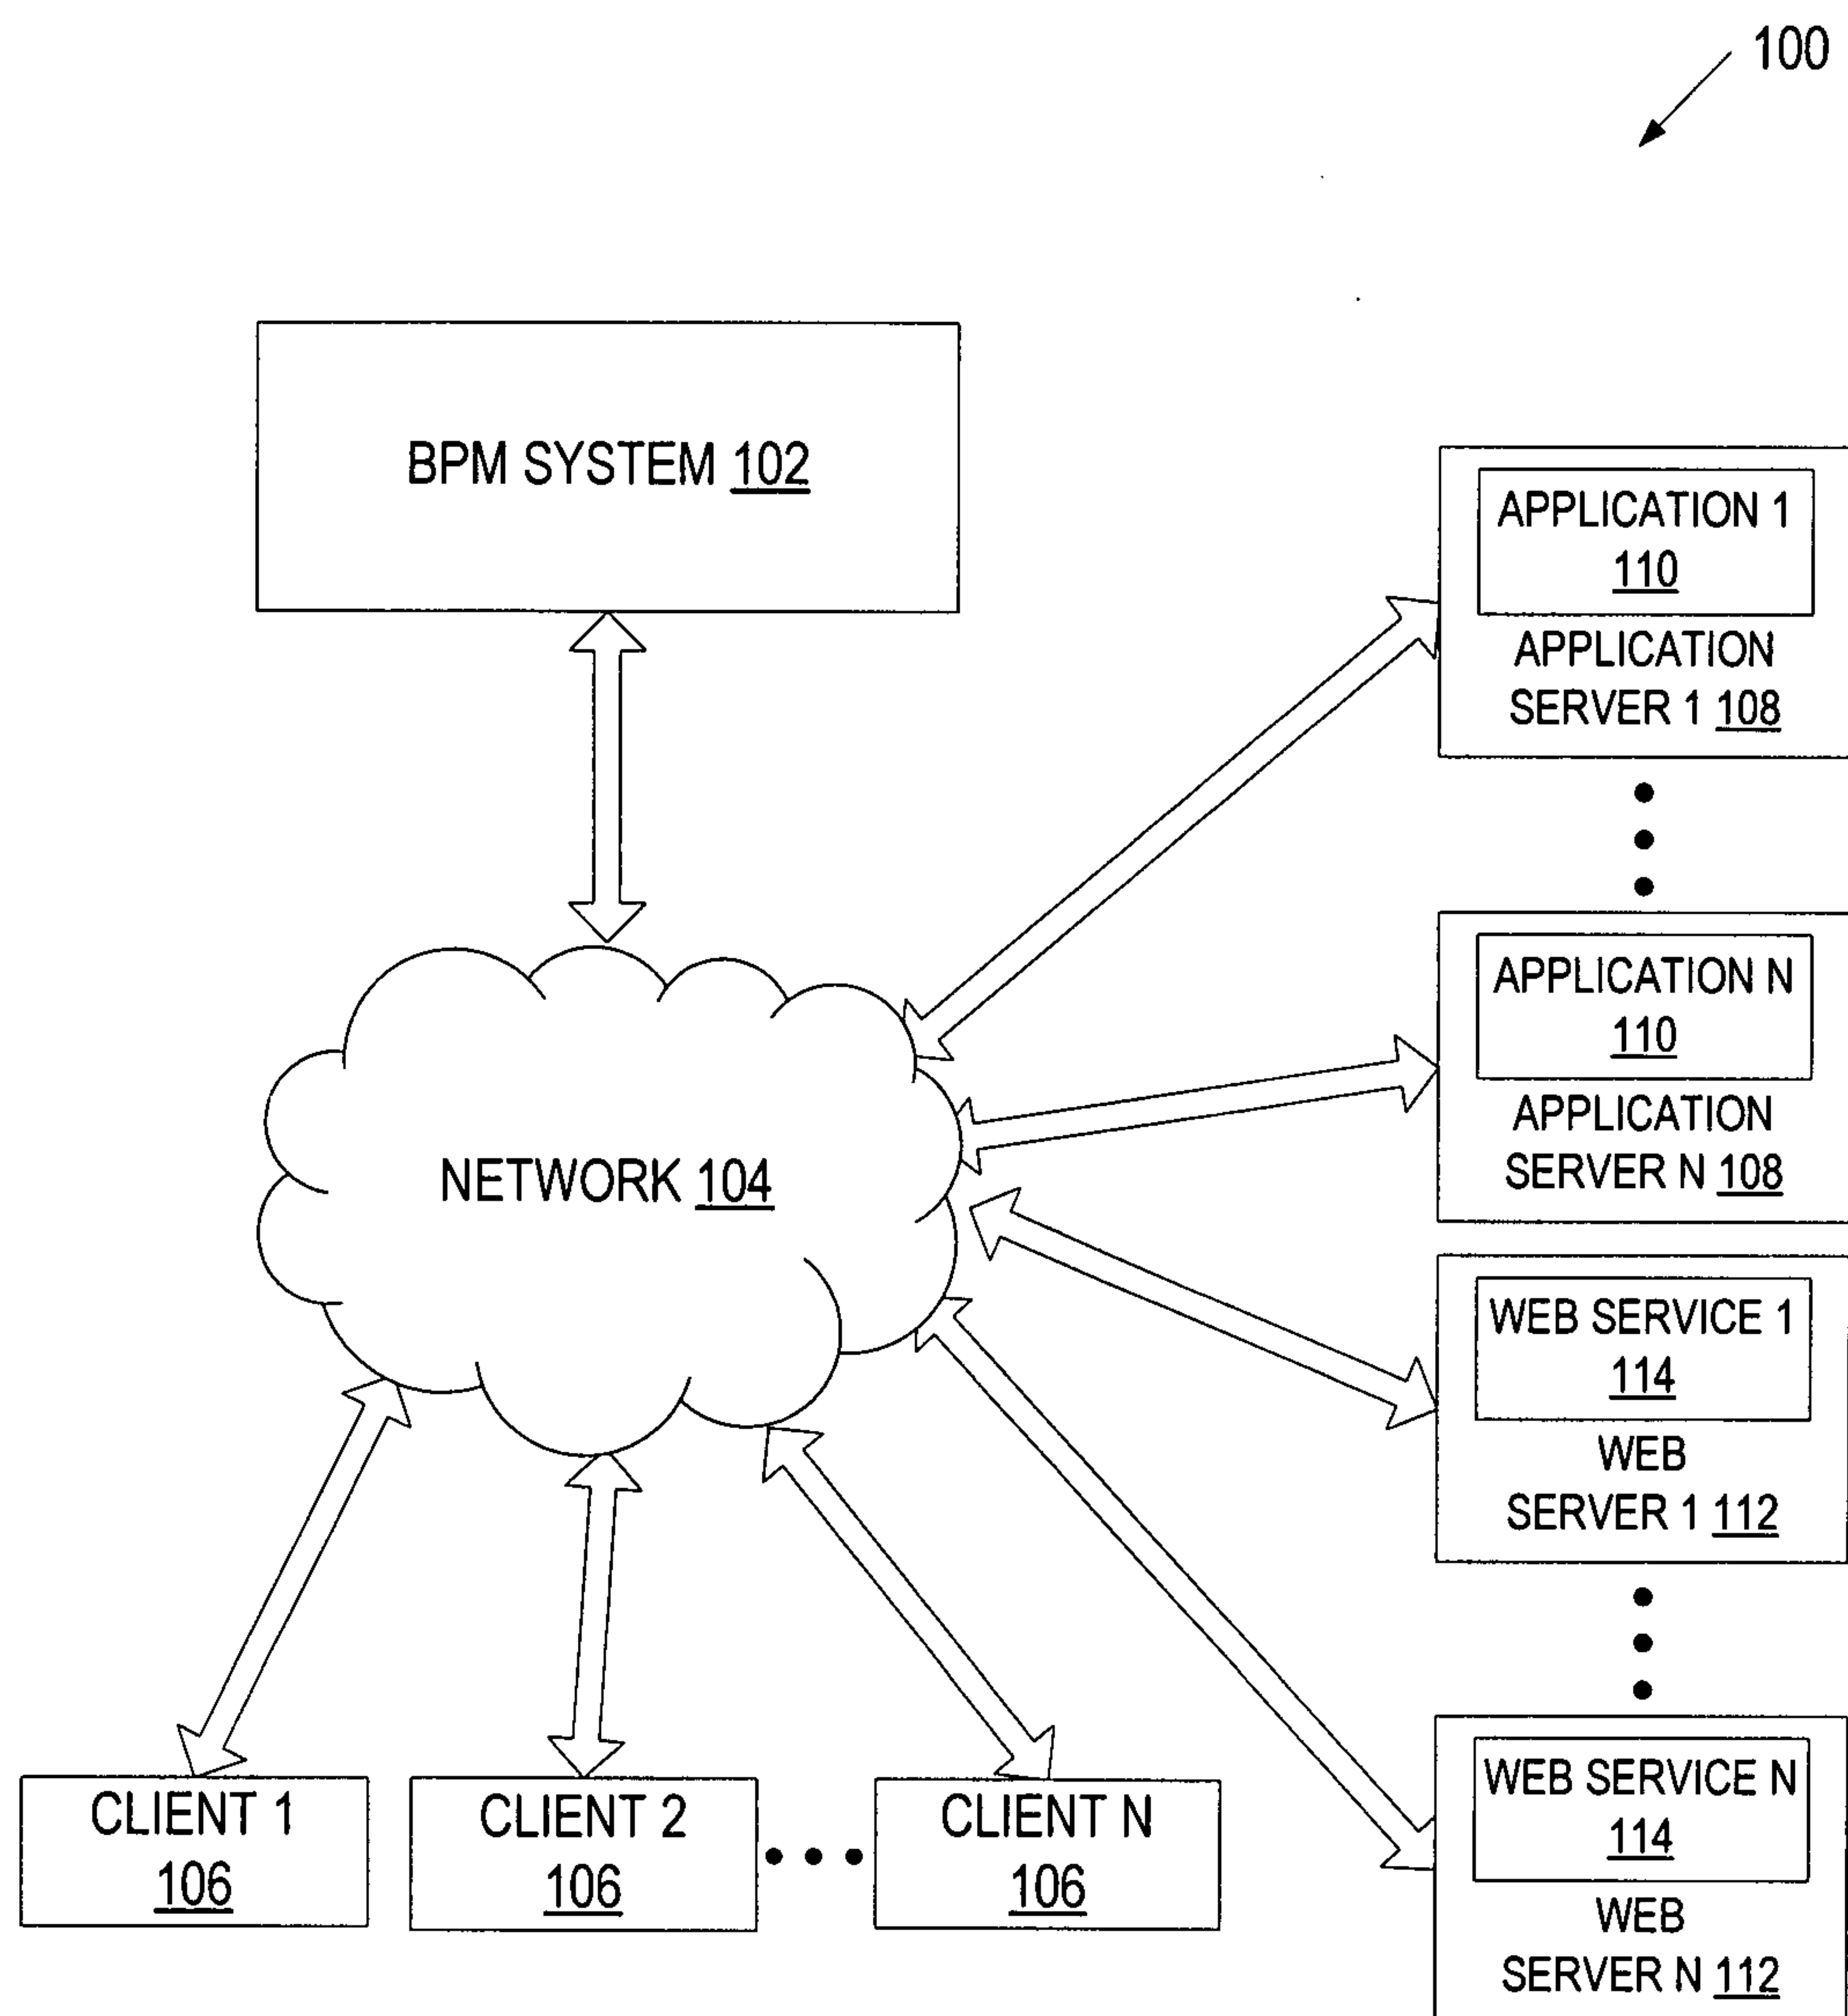 100
BPM SYSTEM 102
APPLICATION 1
110
APPLICATION
SERVER 1 108
APPLICATION N
110
APPLICATION
SERVER N 108
NETWORK 104
WEB SERVICE 1
114
WEB
SERVER 1 112
WEB SERVICE N
114
WEB
SERVER N 112
CLIENT 1
106
CLIENT 2
106
CLIENT N
106